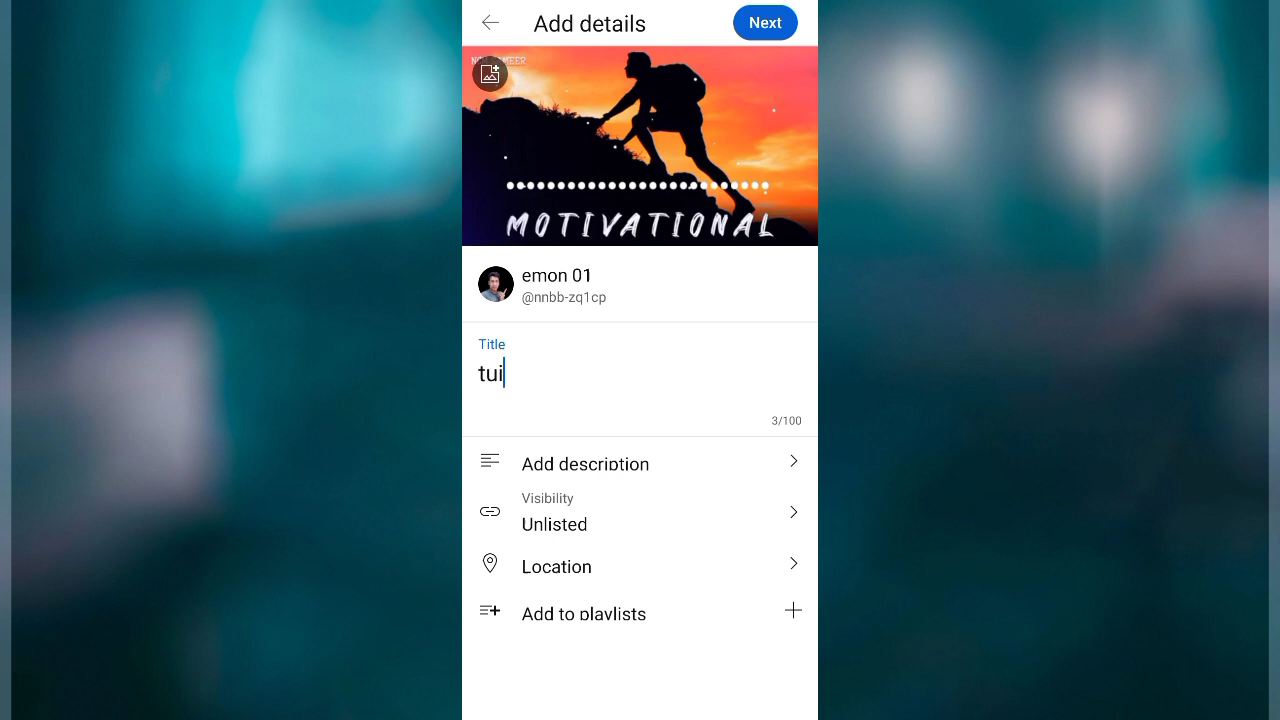 Add details
Next
MOTIVATIONAL
emon 01
@nnbb-zq1cp
Title
tui
3/100
Add description
Visibility
Unlisted
Location
Add to playlists